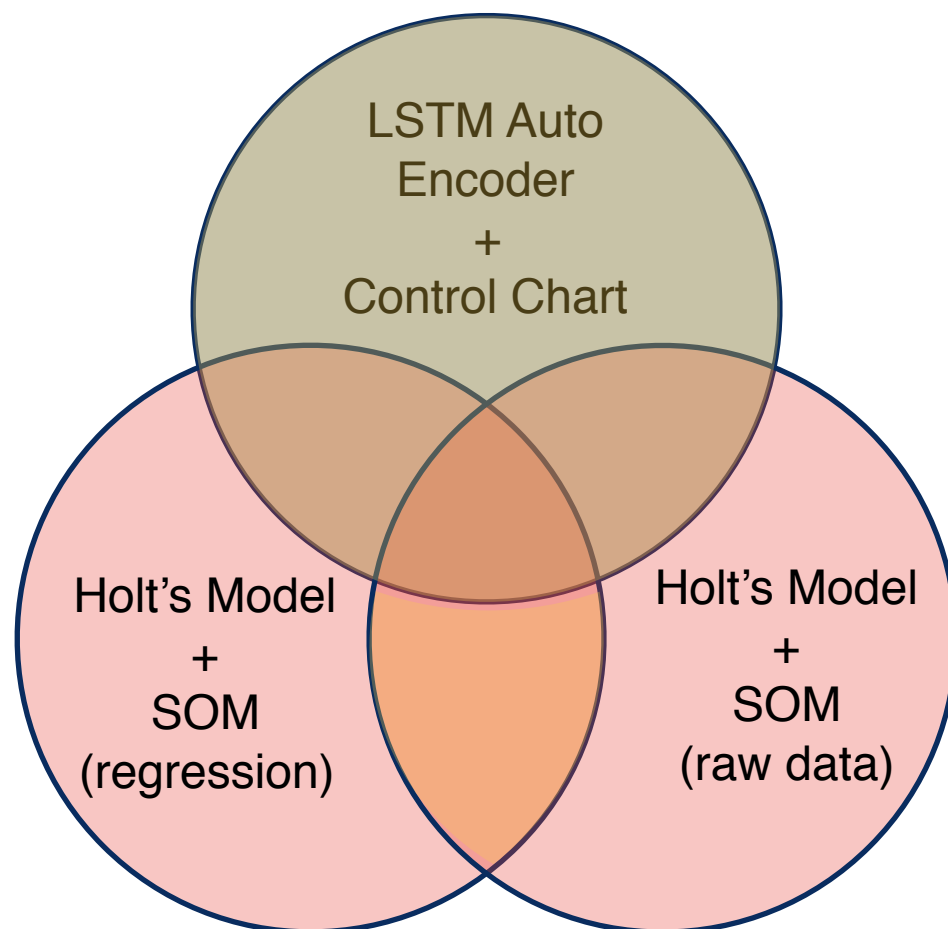 LSTM Auto
Encoder
+
Control Chart
Holt’s Model
+
SOM
(regression)
Holt’s Model
+
SOM
(raw data)